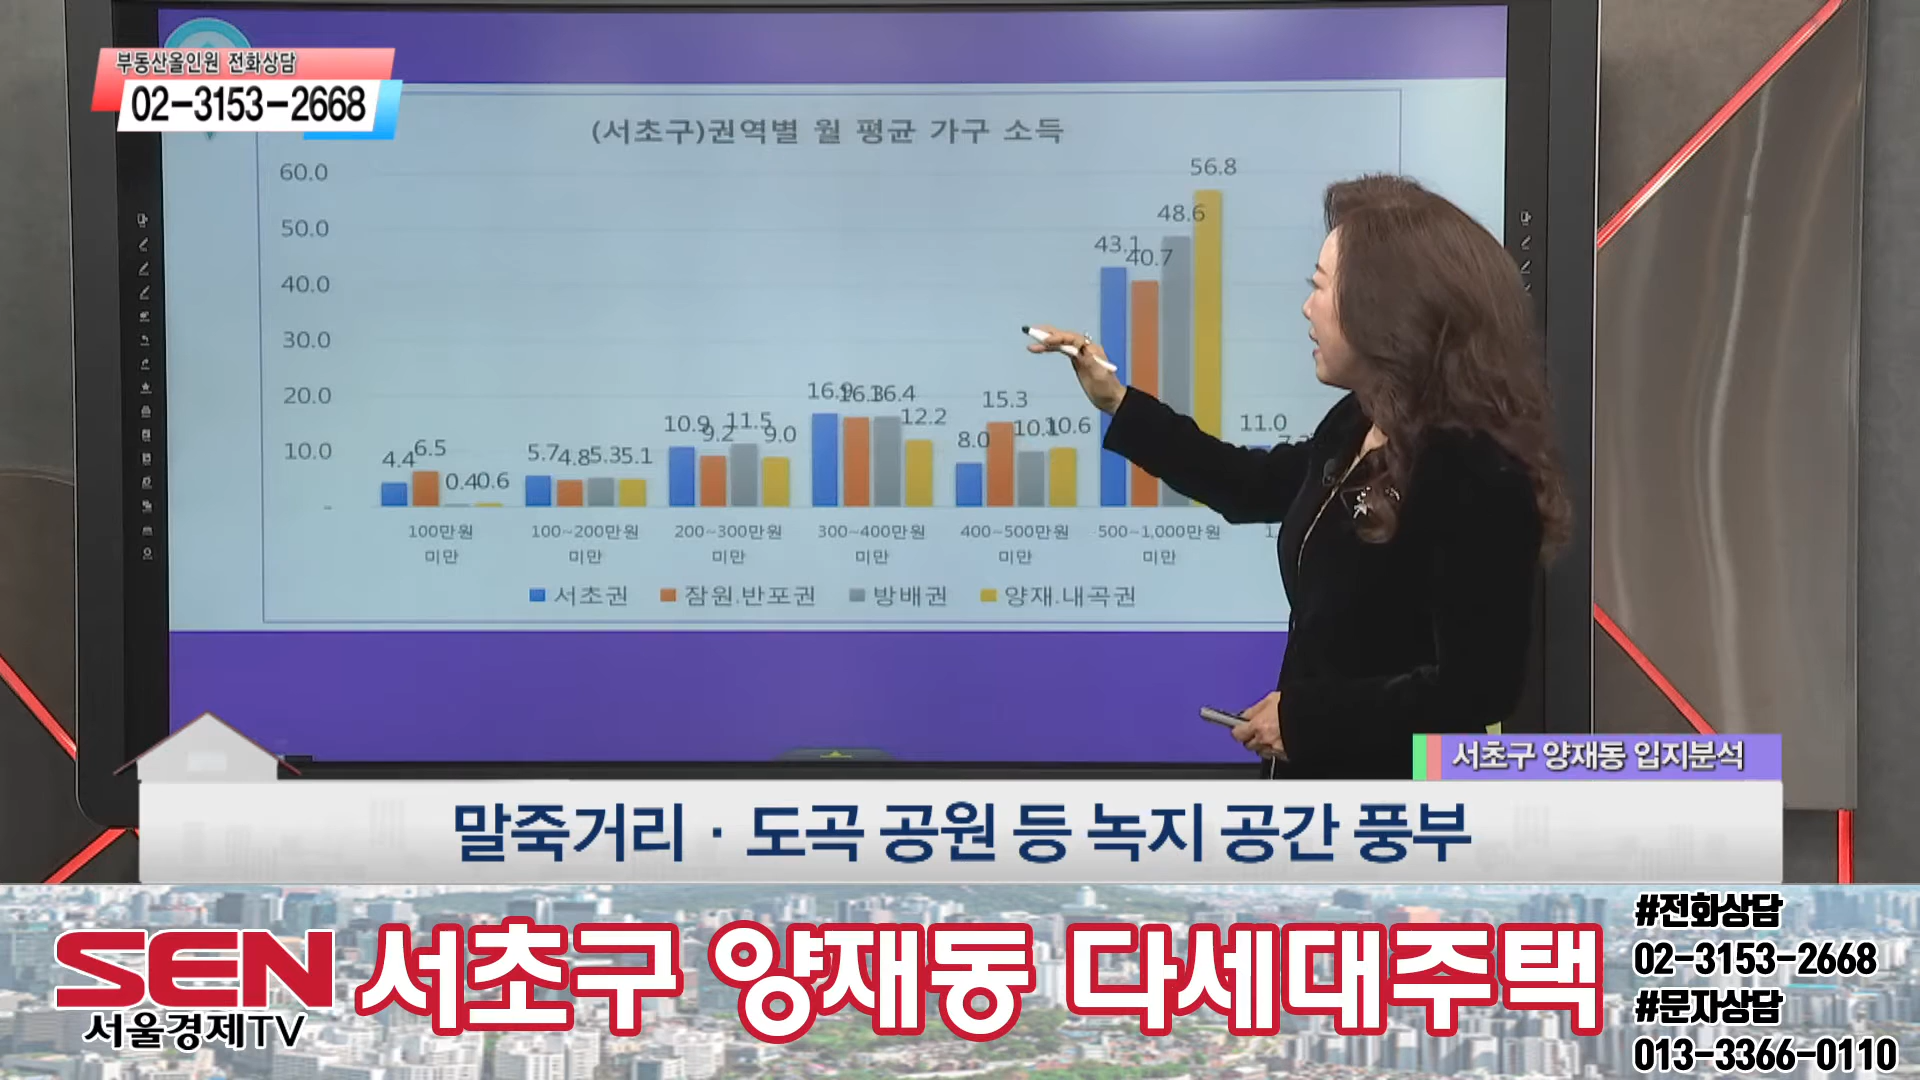 부동산올인원 전화상담
02-3153-2668
(서초구)권역별 월 평균 가구 소득
60.0
50.0
40.0
30.0
20.0
10.0
-
4.4 6.5 0.4 0.6
5.7 4.8 5.3 5.1
10.9 9.2 11.5 9.0
16.9 16.3 16.4 12.2
8.0 15.3 10.1 10.6
43.1 40.7 48.6 56.8
11.0
100만원 미만
100~200만원 미만
200~300만원 미만
300~400만원 미만
400~500만원 미만
500~1,000만원 미만
서초권 잠원.반포권 방배권 양재.내곡권
서초구 양재동 입지분석
말죽거리 · 도곡 공원 등 녹지 공간 풍부
SEN
서울경제TV
서초구 양재동 다세대주택
#전화상담
02-3153-2668
#문자상담
013-3366-0110